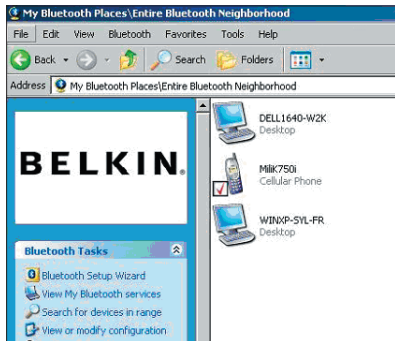 My Bluetooth Places\Entire Bluetooth Neighborhood
File Edit View Bluetooth Favorites Tools Help
Back Search Folders
Address My Bluetooth Places\Entire Bluetooth Neighborhood
DELL1640-W2K
Desktop
MiliK750i
Cellular Phone
WINXP-SYL-FR
Desktop
BELKIN.
Bluetooth Tasks
Bluetooth Setup Wizard
View My Bluetooth services
Search for devices in range
View or modify configuration